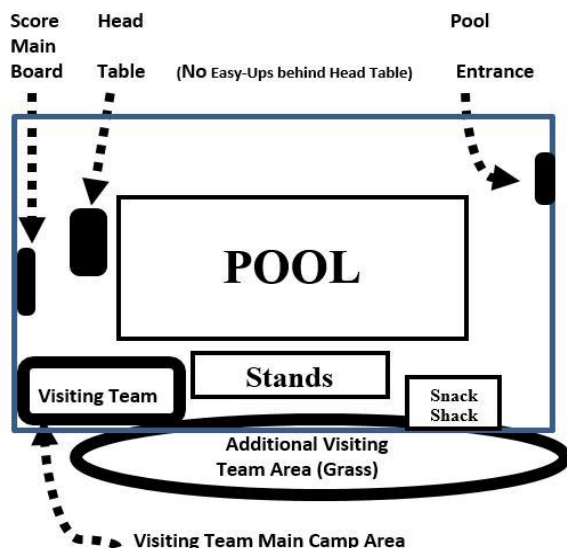 Score Main Board
Head Table
(No Easy-Ups behind Head Table)
Pool Entrance
POOL
Stands
Visiting Team
Snack
Shack
Additional Visiting
Team Area (Grass)
Visiting Team Main Camp Area